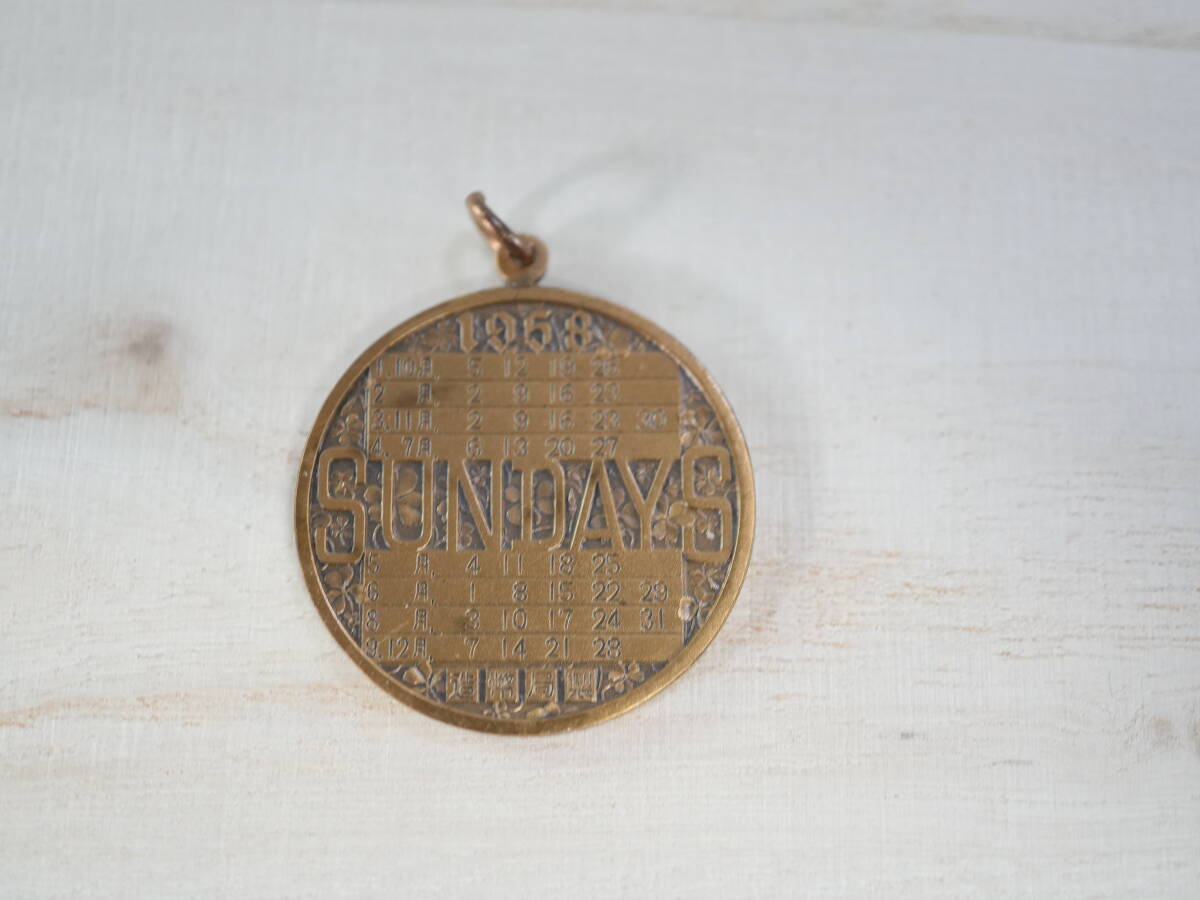 1958
1.10月. 5 12 19 26
2 月. 2 9 16 23
3.11月. 2 9 16 23 30
4.7月. 6 13 20 27
SUNDAYS
5 月. 4 11 18 25
6 月. 1 8 15 22 29
8 月. 3 10 17 24 31
9.12月. 7 14 21 28
造幣局製